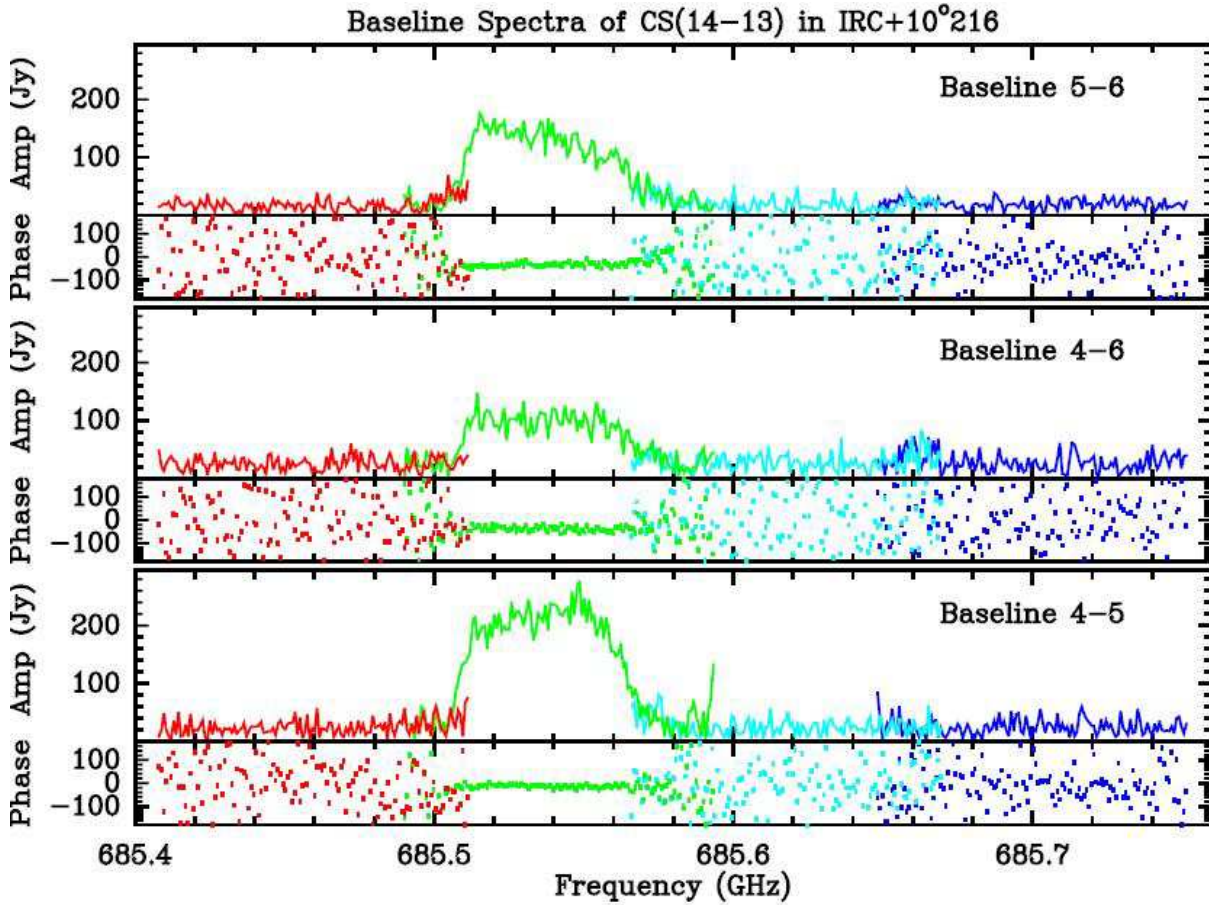 Baseline Spectra of CS(14−13) in IRC+10°216
Amp (Jy)
200
100
Baseline 5−6
Phase
100
0
−100
Amp (Jy)
200
100
Baseline 4−6
Phase
100
0
−100
Amp (Jy)
200
100
Baseline 4−5
Phase
100
0
−100
685.4 685.5 685.6 685.7
Frequency (GHz)